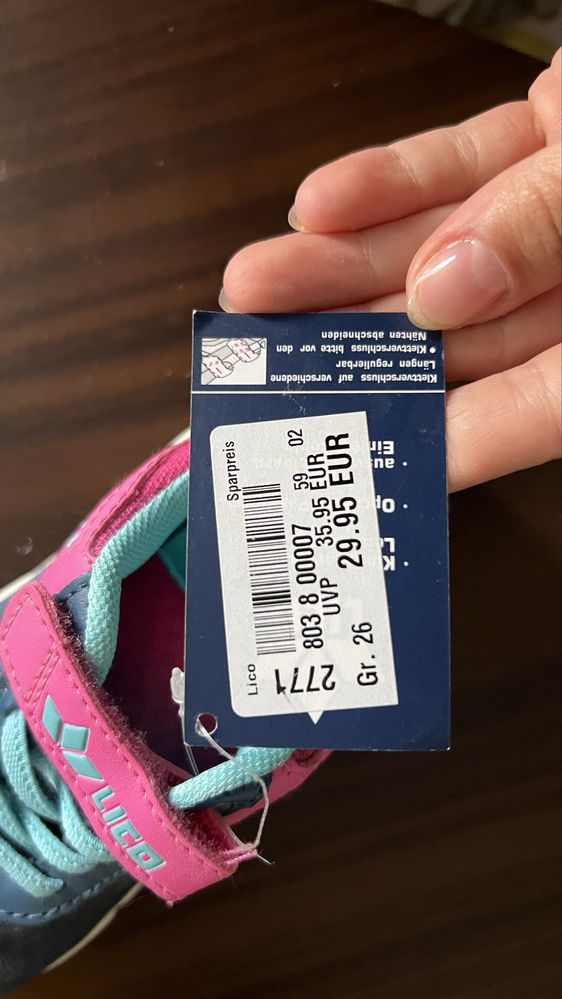 Klettverschluss auf verschiedene
Längen regulierbar
• Klettverschluss bitte vor den
Nähten abschneiden
Lico
Sparpreis
803 8 00007 59 02
UVP 35.95 EUR
Gr. 26 29.95 EUR
2771
LICO